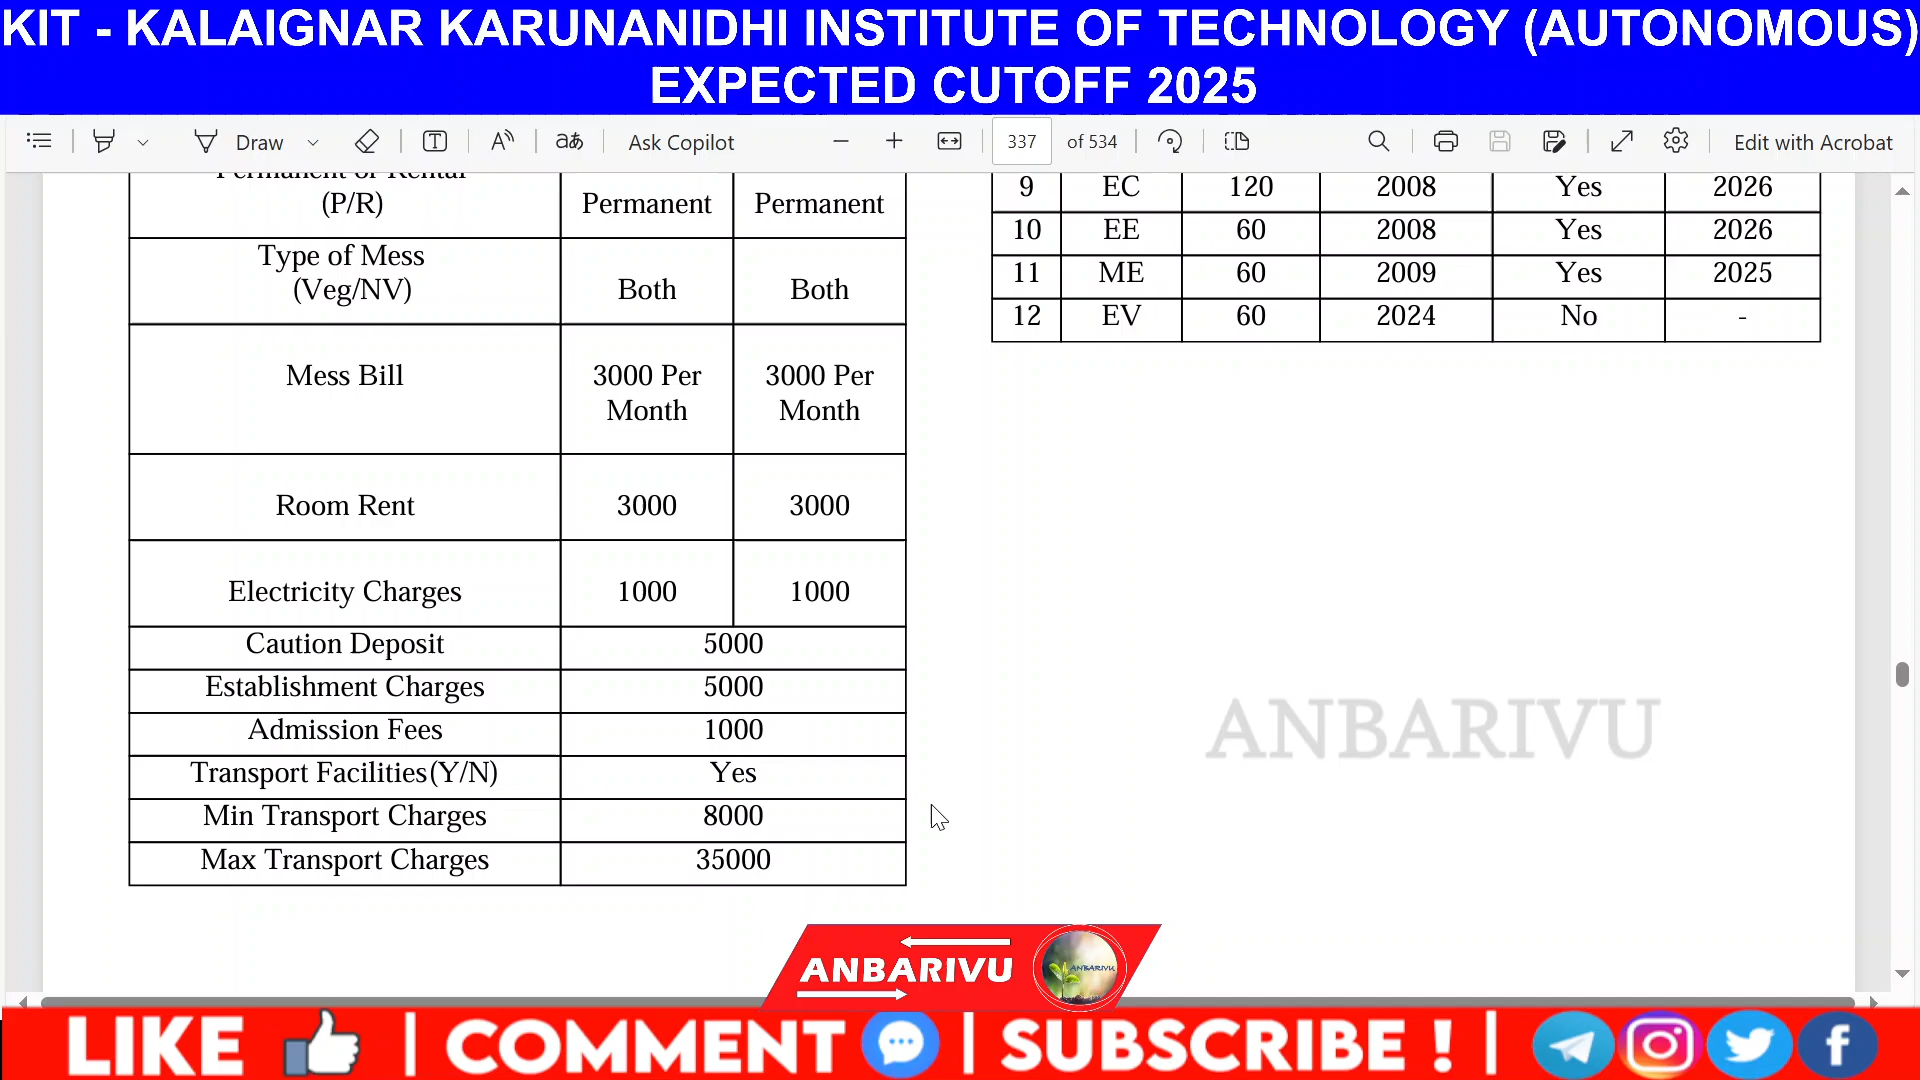 KIT - KALAIGNAR KARUNANIDHI INSTITUTE OF TECHNOLOGY (AUTONOMOUS)
EXPECTED CUTOFF 2025
Draw
Ask Copilot
337 of 534
Edit with Acrobat
Permanent or Rental
(P/R) Permanent Permanent
Type of Mess
(Veg/NV) Both Both
Mess Bill 3000 Per 3000 Per
Month Month
Room Rent 3000 3000
Electricity Charges 1000 1000
Caution Deposit 5000
Establishment Charges 5000
Admission Fees 1000
Transport Facilities(Y/N) Yes
Min Transport Charges 8000
Max Transport Charges 35000
9 EC 120 2008 Yes 2026
10 EE 60 2008 Yes 2026
11 ME 60 2009 Yes 2025
12 EV 60 2024 No -
ANBARIVU
ANBARIVU
ANBARIVU
LIKE | COMMENT | SUBSCRIBE ! |